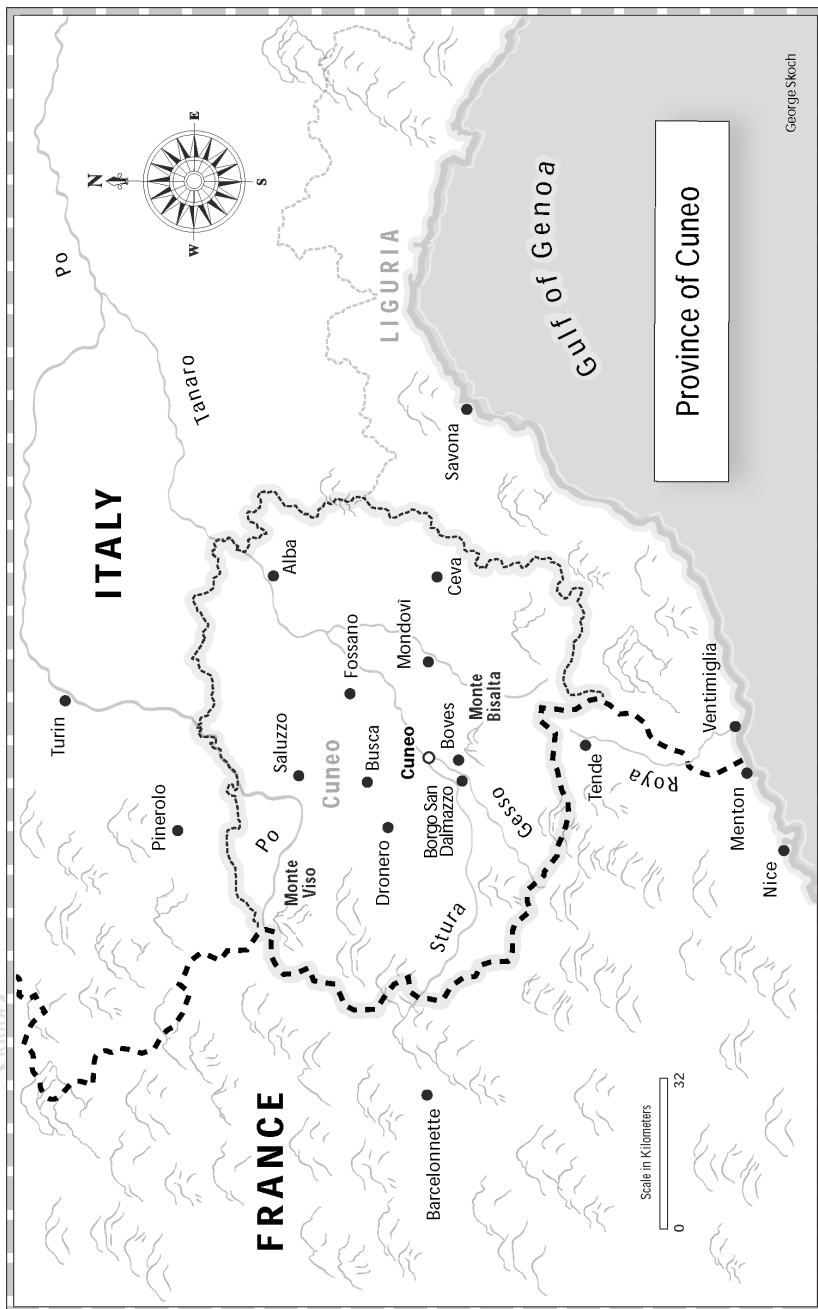 FRANCE
ITALY
LIGURIA
Gulf of Genoa
Province of Cuneo
George Skoch
N
E
S
W
Po
Tanaro
Turin
Pinerolo
Saluzzo
Cuneo
Po
Monte
Viso
Dronero
Busca
Fossano
Alba
Ceva
Mondovì
Cuneo
Boves
Monte
Bisalta
Borgo San
Dalmazzo
Gesso
Stura
Savona
Tende
Roya
Ventimiglia
Menton
Nice
Barcelonnette
Scale in Kilometers
0
32